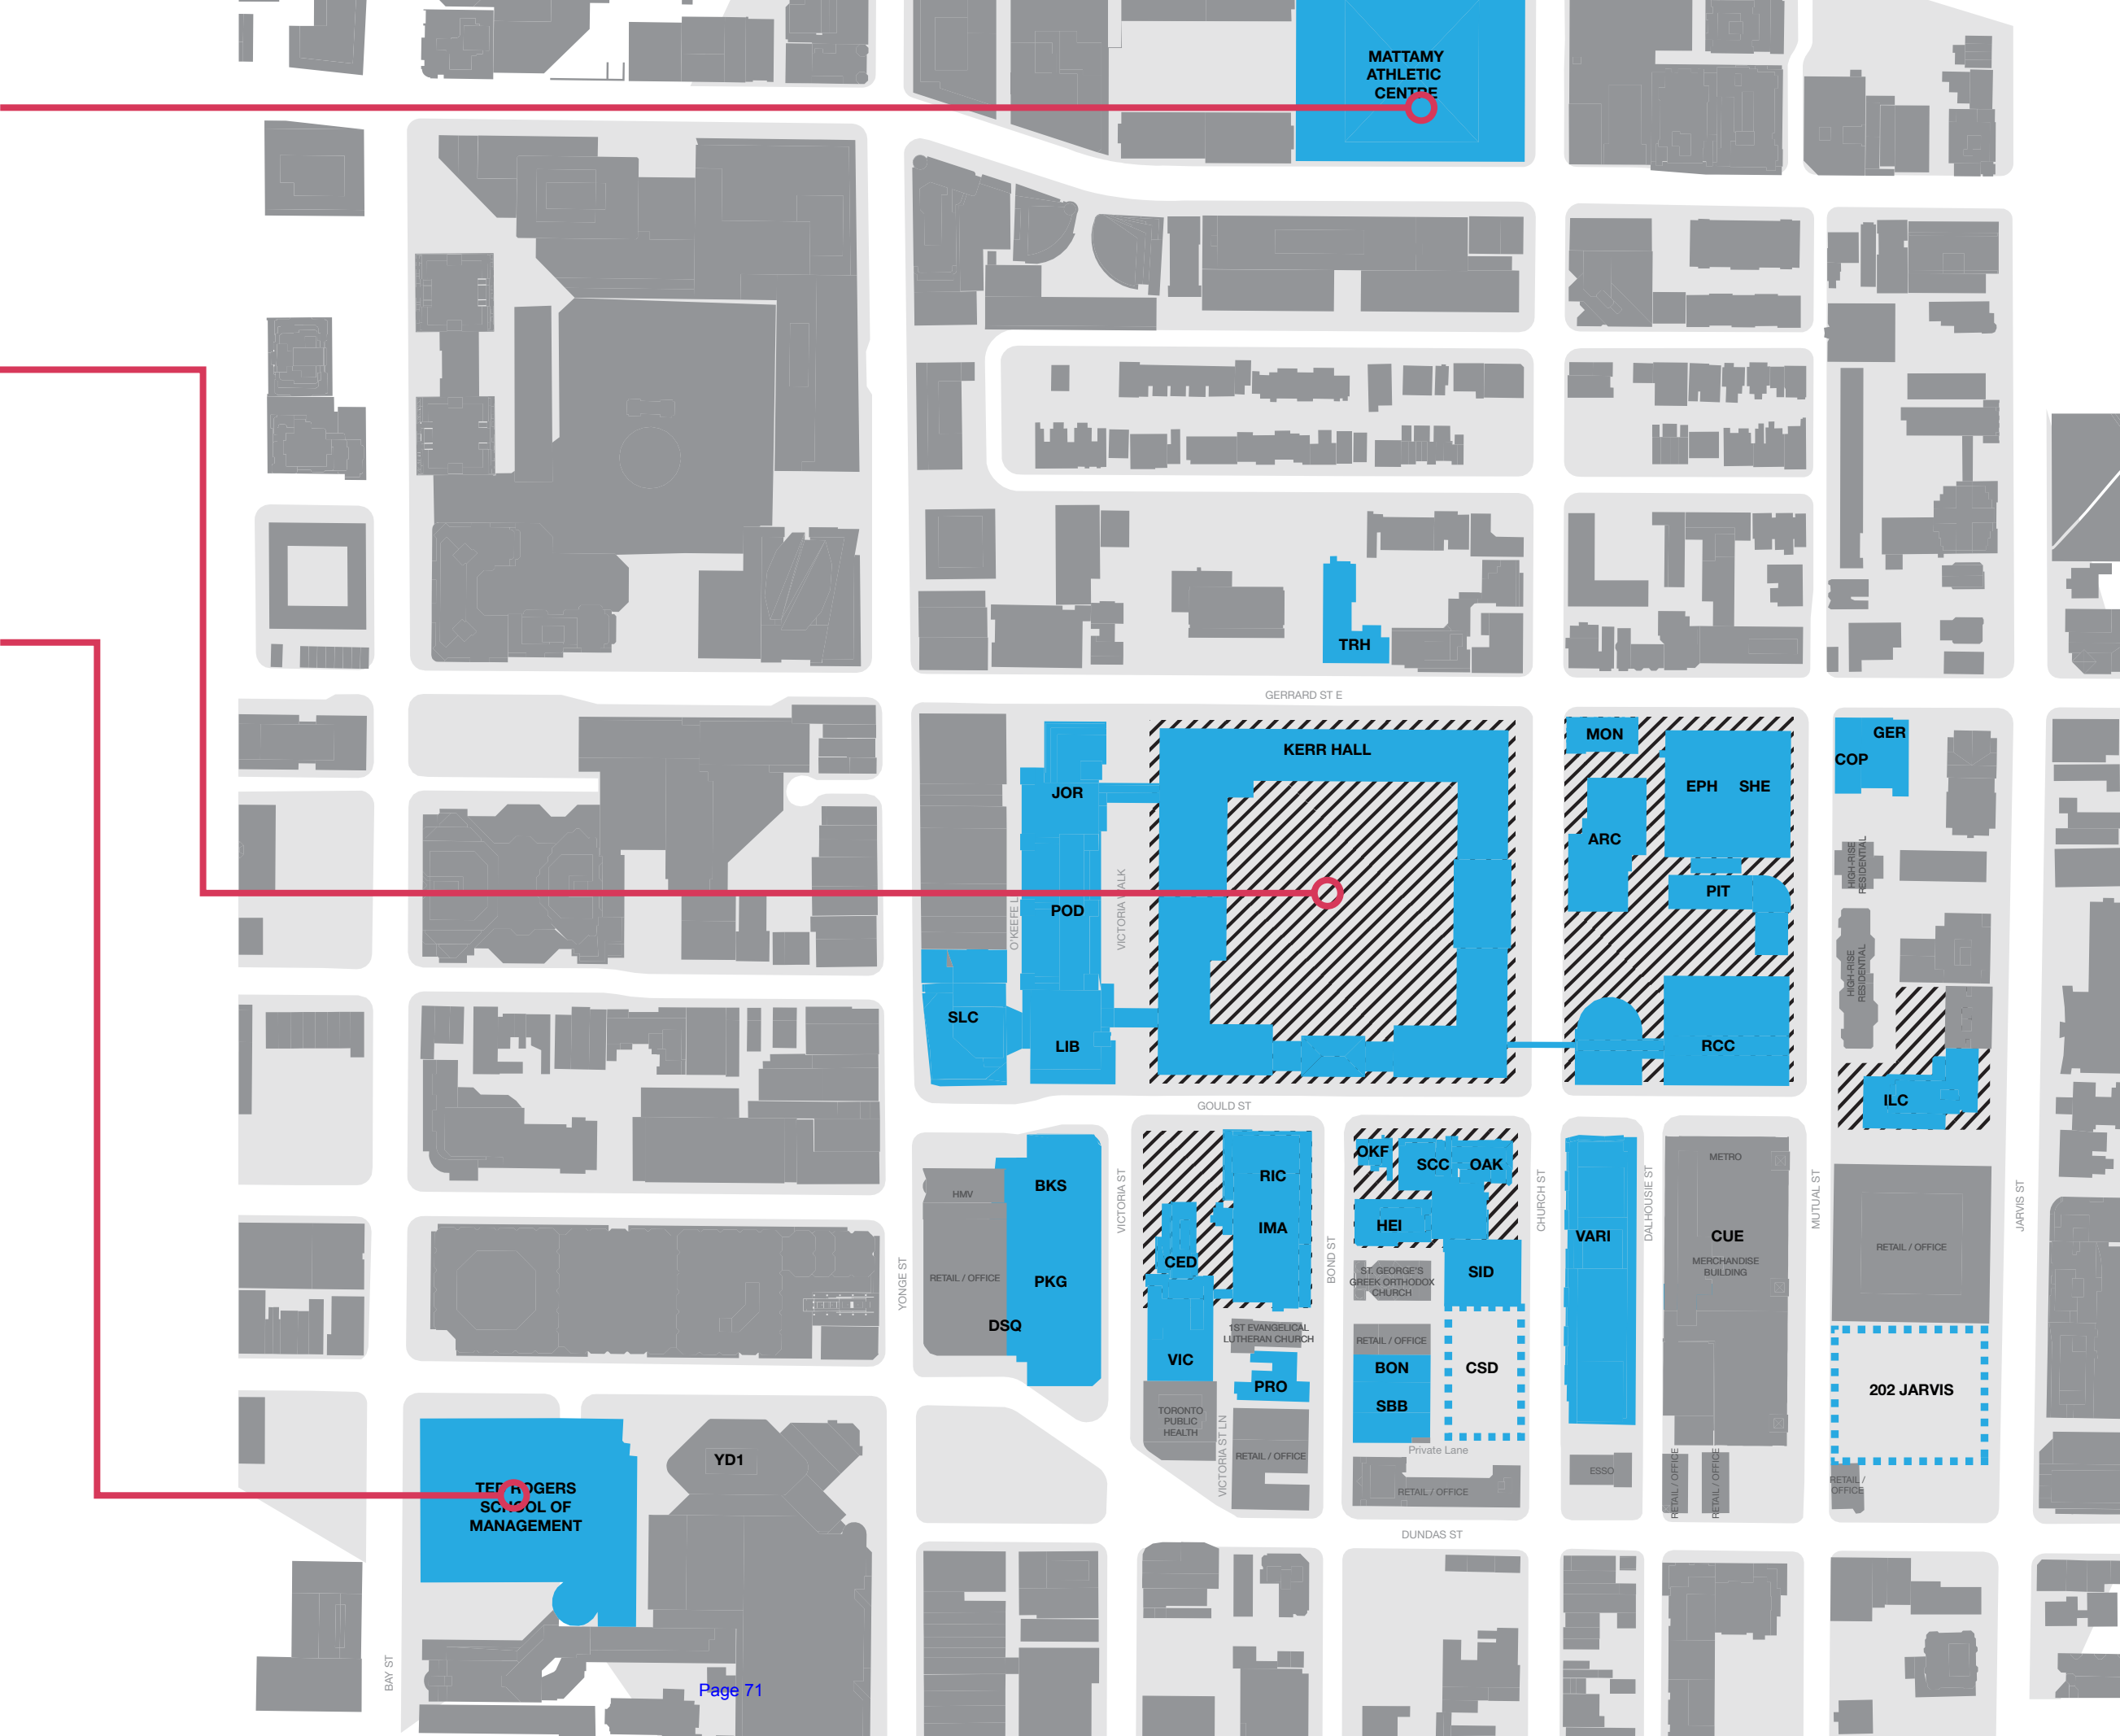 MATTAMY
ATHLETIC
CENTRE
TRH
GERRARD ST E
KERR HALL
MON
GER
COP
EPH
SHE
JOR
ARC
HIGH-RISE
RESIDENTIAL
PIT
POD
VICTORIA WALK
O'KEEFE L
HIGH-RISE
RESIDENTIAL
SLC
LIB
RCC
ILC
GOULD ST
BKS
HMV
VICTORIA ST
RIC
OKF
SCC
OAK
CHURCH ST
DALHOUSIE ST
METRO
MUTUAL ST
JARVIS ST
IMA
HEI
VARI
CUE
MERCHANDISE
BUILDING
RETAIL / OFFICE
CED
BOND ST
YONGE ST
RETAIL / OFFICE
PKG
ST. GEORGE'S
GREEK ORTHODOX
CHURCH
SID
DSQ
1ST EVANGELICAL
LUTHERAN CHURCH
RETAIL / OFFICE
VIC
BON
CSD
PRO
202 JARVIS
SBB
TORONTO
PUBLIC
HEALTH
VICTORIA ST LN
RETAIL / OFFICE
Private Lane
YD1
ESSO
RETAIL / OFFICE
RETAIL / OFFICE
RETAIL /
OFFICE
TED ROGERS
SCHOOL OF
MANAGEMENT
RETAIL / OFFICE
DUNDAS ST
BAY ST
Page 71